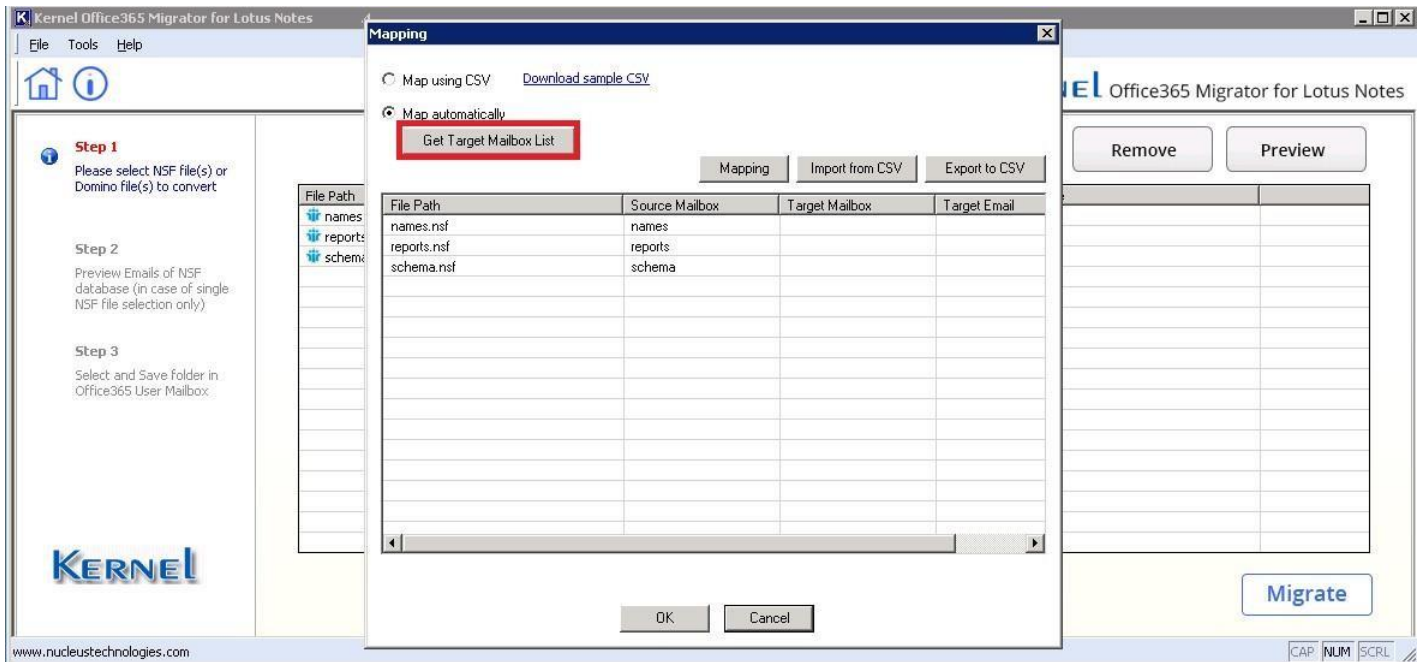 Kernel Office365 Migrator for Lotus Notes
File Tools Help
Office365 Migrator for Lotus Notes
Step 1
Please select NSF file(s) or
Domino file(s) to convert
Step 2
Preview Emails of NSF
database (in case of single
NSF file selection only)
Step 3
Select and Save folder in
Office365 User Mailbox
KERNEL
File Path
names
reports
Remove Preview
Migrate
Mapping
Map using CSV Download sample CSV
Map automatically
Get Target Mailbox List
Mapping Import from CSV Export to CSV
File Path Source Mailbox Target Mailbox Target Email
names.nsf names
reports.nsf reports
schema.nsf schema
OK Cancel
www.nucleustechnologies.com CAP NUM SCRL